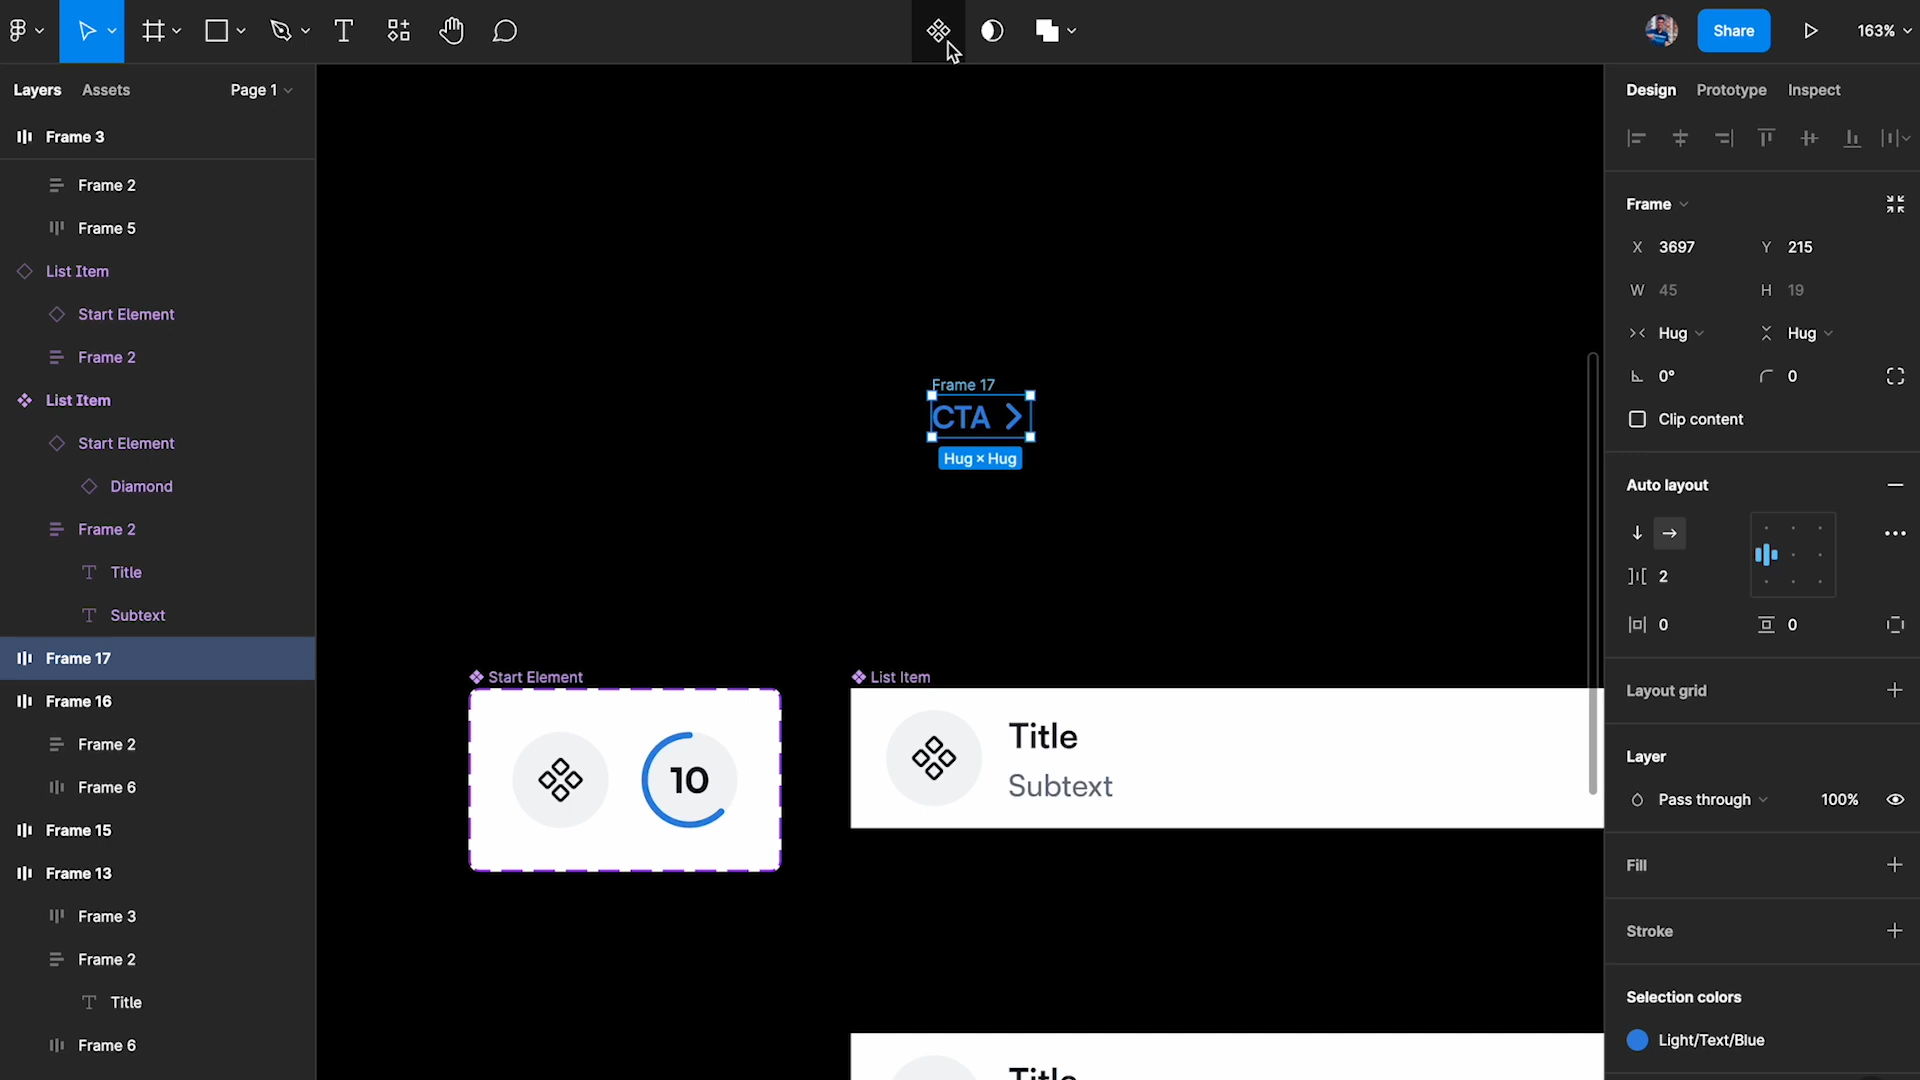 Share
163%
Layers
Assets
Page 1
Frame 3
Frame 2
Frame 5
List Item
Start Element
Frame 2
List Item
Start Element
Diamond
Frame 2
Title
Subtext
Frame 17
Frame 16
Frame 2
Frame 6
Frame 15
Frame 13
Frame 3
Frame 2
Title
Frame 6
Frame 17
CTA
Hug × Hug
Start Element
10
List Item
Title
Subtext
Title
Design
Prototype
Inspect
Frame
X 3697
Y 215
W 45
H 19
Hug
Hug
0°
0
Clip content
Auto layout
2
0
0
Layout grid
Layer
Pass through
100%
Fill
Stroke
Selection colors
Light/Text/Blue